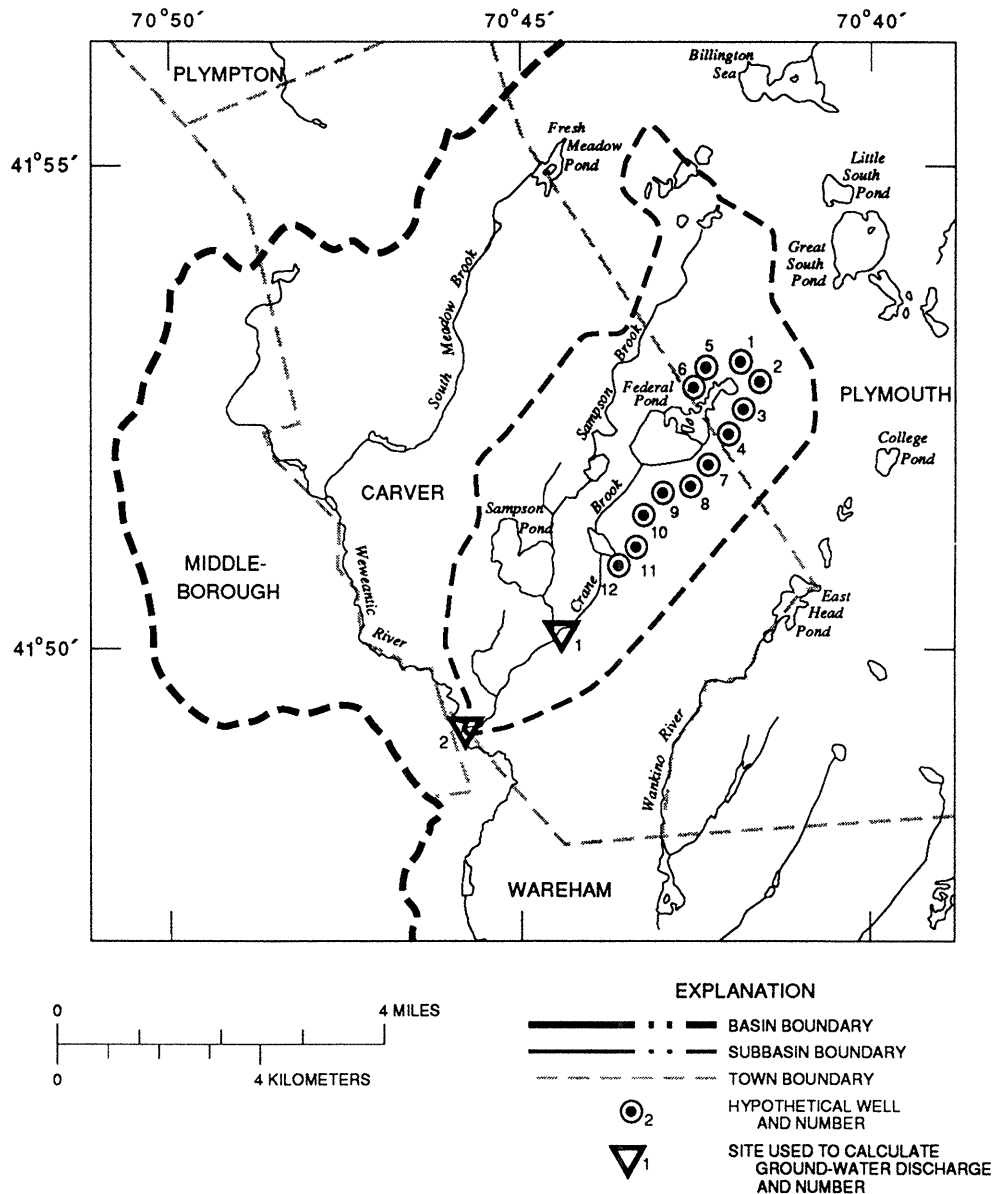 70°50′
70°45′
70°40′
PLYMPTON
Billington
Sea
Fresh
Meadow
Pond
41°55′
Little
South
Pond
Great
South
Pond
South Meadow Brook
Sampson Brook
5
1
6
2
Federal
Pond
3
4
PLYMOUTH
College
Pond
CARVER
7
8
9
10
11
12
Crane Brook
Sampson
Pond
MIDDLE-
BOROUGH
Weweantic
River
East
Head
Pond
41°50′
1
2
Wankino River
WAREHAM
0
4 MILES
0
4 KILOMETERS
EXPLANATION
BASIN BOUNDARY
SUBBASIN BOUNDARY
TOWN BOUNDARY
2
HYPOTHETICAL WELL
AND NUMBER
1
SITE USED TO CALCULATE
GROUND-WATER DISCHARGE
AND NUMBER